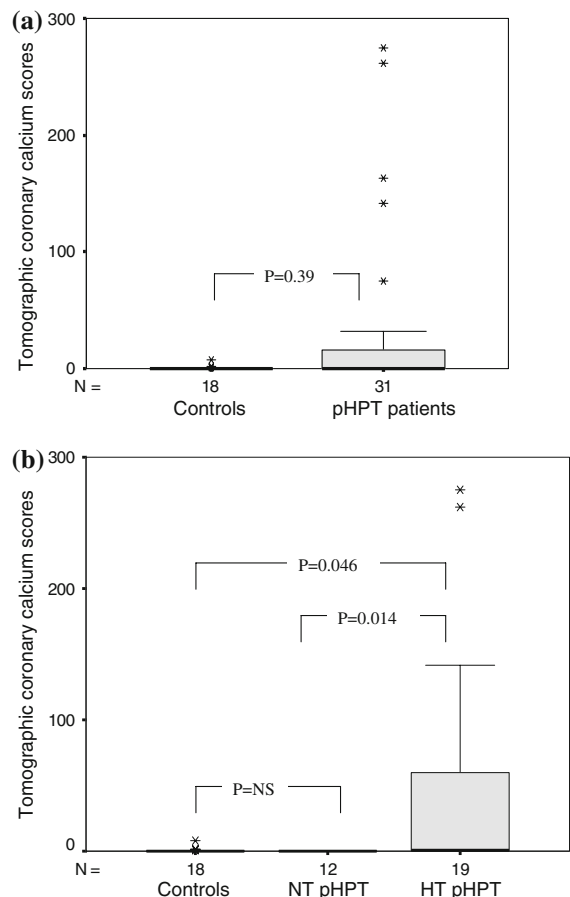 (a)
300
200
100
0
Tomographic coronary calcium scores
P=0.39
N = 18 31
Controls pHPT patients
(b)
300
200
100
0
Tomographic coronary calcium scores
P=0.046
P=0.014
P=NS
N = 18 12 19
Controls NT pHPT HT pHPT